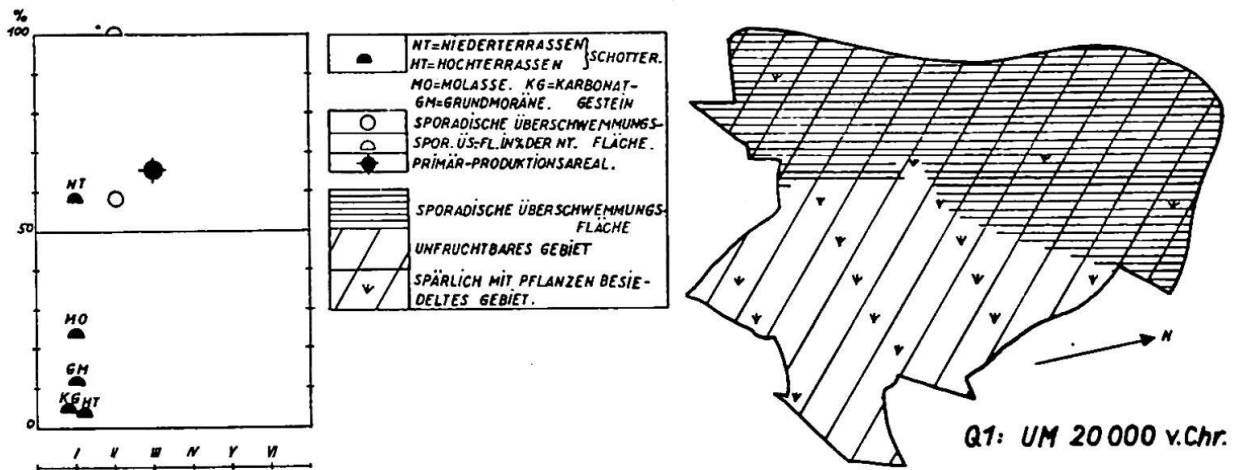 %
100
50
0
NT
MO
GM
KG HT
I II III IV V VI
NT=NIEDERTERRASSEN
HT=HOCHTERRASSEN } SCHOTTER.
MO=MOLASSE. KG=KARBONAT-
GM=GRUNDMORÄNE. GESTEIN
SPORADISCHE ÜBERSCHWEMMUNGS-
SPOR. ÜS-FL.IN%DER NT. FLÄCHE.
PRIMÄR-PRODUKTIONSAREAL.
SPORADISCHE ÜBERSCHWEMMUNGS-
FLÄCHE
UNFRUCHTBARES GEBIET
SPÄRLICH MIT PFLANZEN BESIE-
DELTES GEBIET.
N
Q1: UM 20 000 v.Chr.